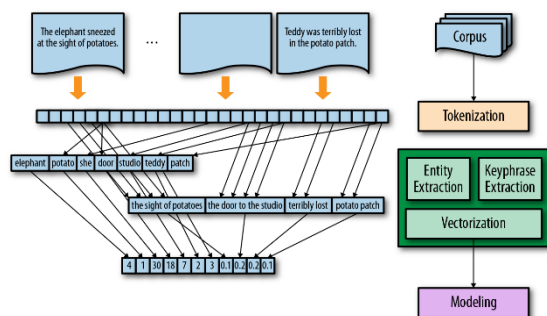 The elephant sneezed
at the sight of potatoes.
...
Teddy was terribly lost
in the potato patch.
elephant potato she door studio teddy patch
the sight of potatoes the door to the studio terribly lost potato patch
4 1 30 18 7 2 3 0.1 0.2 0.2 0.1
Corpus
Tokenization
Entity
Extraction
Keyphrase
Extraction
Vectorization
Modeling